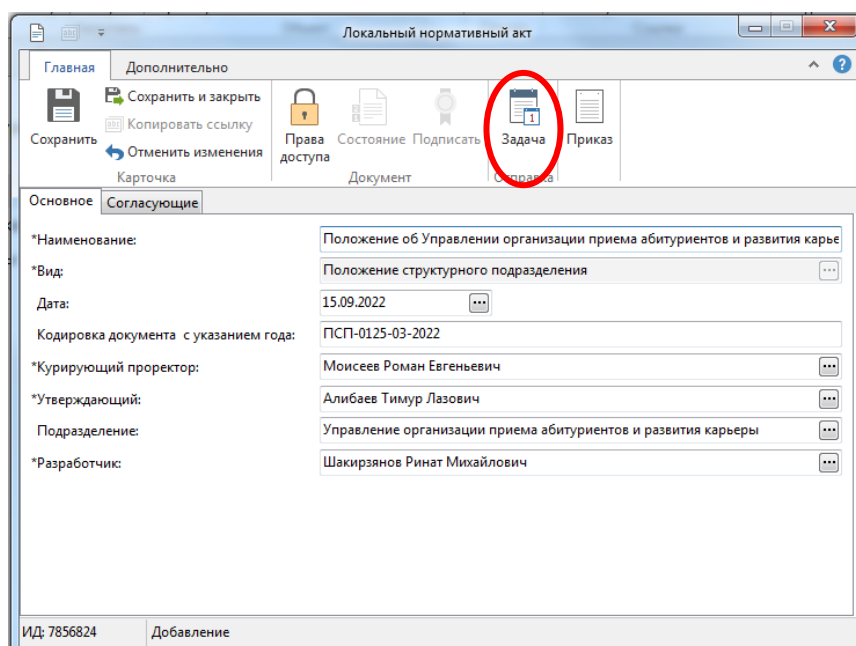 Локальный нормативный акт
Главная Дополнительно
Сохранить
Сохранить и закрыть
Копировать ссылку
Отменить изменения
Карточка
Права доступа
Состояние
Подписать
Документ
Задача
Отправка
Приказ
Основное Согласующие
*Наименование: Положение об Управлении организации приема абитуриентов и развития карье
*Вид: Положение структурного подразделения
Дата: 15.09.2022
Кодировка документа с указанием года: ПСП-0125-03-2022
*Курирующий проректор: Моисеев Роман Евгеньевич
*Утверждающий: Алибаев Тимур Лазович
Подразделение: Управление организации приема абитуриентов и развития карьеры
*Разработчик: Шакирзянов Ринат Михайлович
ИД: 7856824 Добавление